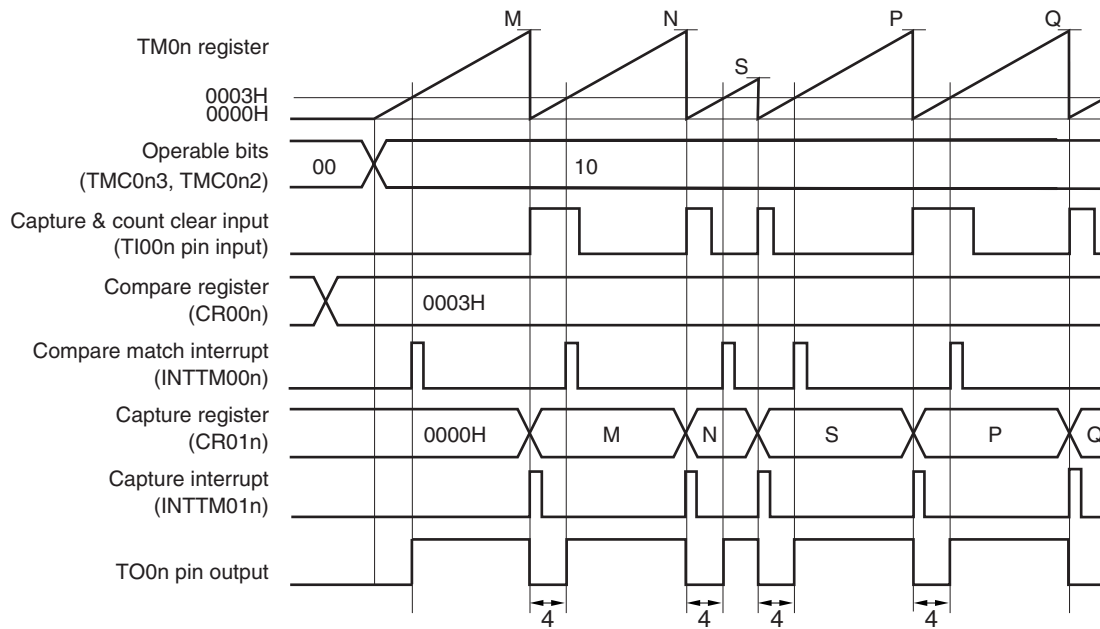 M N S P Q
TM0n register
0003H
0000H
Operable bits
(TMC0n3, TMC0n2)
00 10
Capture & count clear input
(TI00n pin input)
Compare register
(CR00n)
0003H
Compare match interrupt
(INTTM00n)
Capture register
(CR01n)
0000H M N S P Q
Capture interrupt
(INTTM01n)
TO0n pin output
4 4 4 4